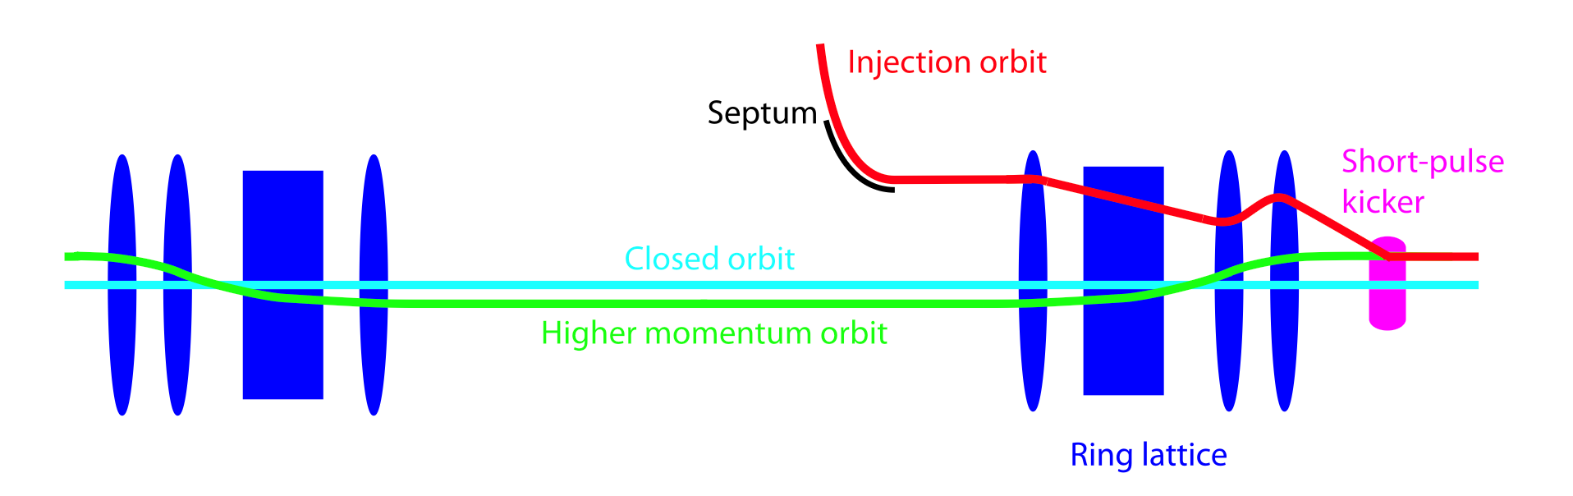 Injection orbit
Septum
Short-pulse
kicker
Closed orbit
Higher momentum orbit
Ring lattice